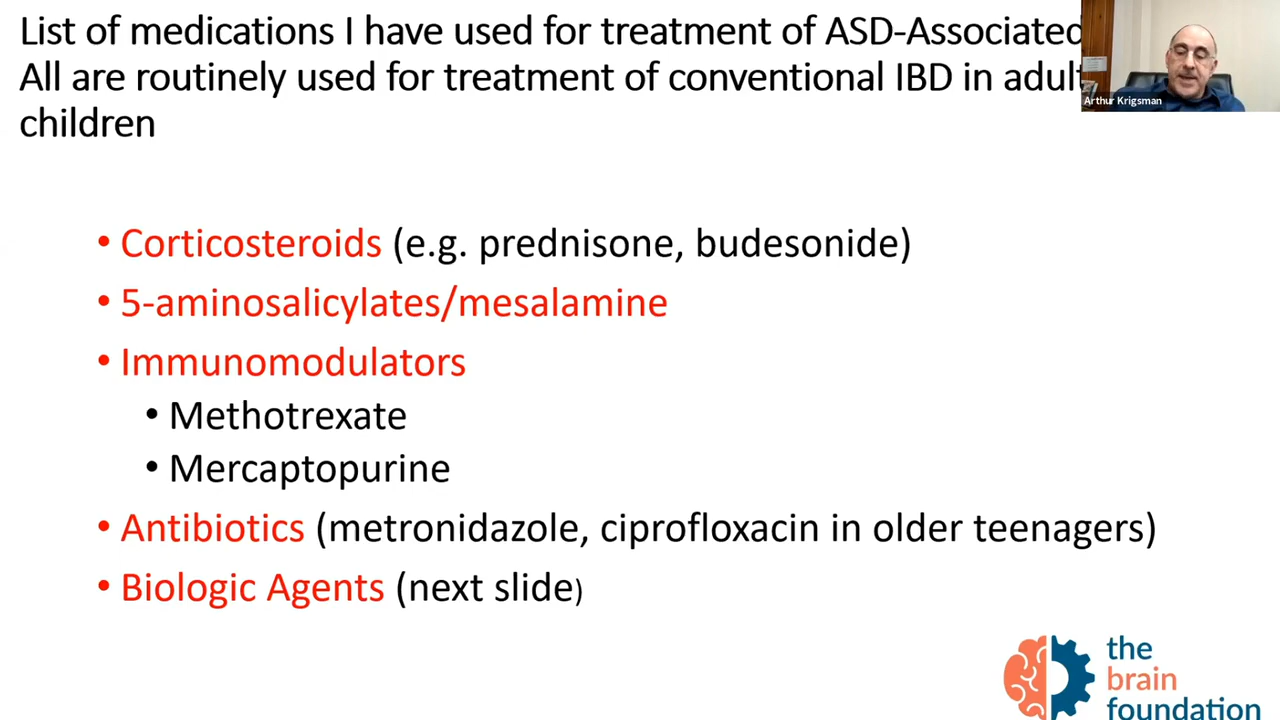 List of medications I have used for treatment of ASD-Associated
All are routinely used for treatment of conventional IBD in
children
Arthur Krigsman
• Corticosteroids (e.g. prednisone, budesonide)
• 5-aminosalicylates/mesalamine
• Immunomodulators
• Methotrexate
• Mercaptopurine
• Antibiotics (metronidazole, ciprofloxacin in older teenagers)
• Biologic Agents (next slide)
the
brain
foundation